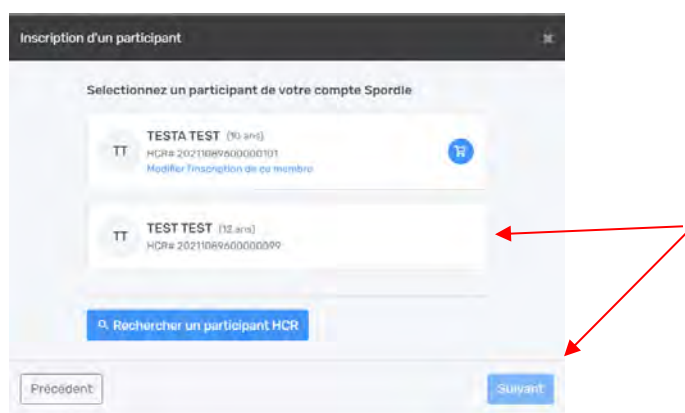 Inscription d'un participant
Selectionnez un participant de votre compte Spordle
TT
TESTA TEST (10 ans)
HCR# 20211089600000101
Modifier l'inscription de ce membre
TT
TEST TEST (12 ans)
HCR# 20211089600000099
Rechercher un participant HCR
Précédent
Suivant